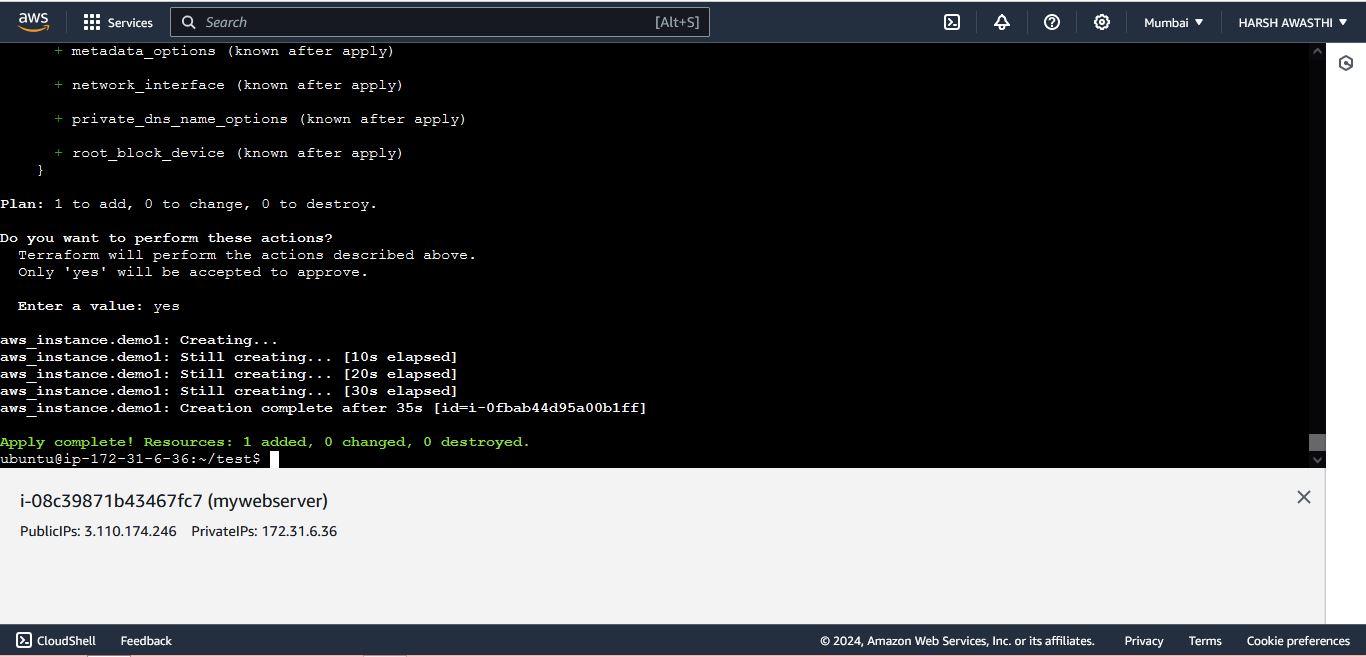 aws
Services
Search [Alt+S]
Mumbai ▼
HARSH AWASTHI ▼
+ metadata_options (known after apply)
+ network_interface (known after apply)
+ private_dns_name_options (known after apply)
+ root_block_device (known after apply)
}
Plan: 1 to add, 0 to change, 0 to destroy.
Do you want to perform these actions?
Terraform will perform the actions described above.
Only 'yes' will be accepted to approve.
Enter a value: yes
aws_instance.demo1: Creating...
aws_instance.demo1: Still creating... [10s elapsed]
aws_instance.demo1: Still creating... [20s elapsed]
aws_instance.demo1: Still creating... [30s elapsed]
aws_instance.demo1: Creation complete after 35s [id=i-0fbab44d95a00b1ff]
Apply complete! Resources: 1 added, 0 changed, 0 destroyed.
ubuntu@ip-172-31-6-36:~/test$
i-08c39871b43467fc7 (mywebserver)
PublicIPs: 3.110.174.246 PrivateIPs: 172.31.6.36
CloudShell Feedback © 2024, Amazon Web Services, Inc. or its affiliates. Privacy Terms Cookie preferences